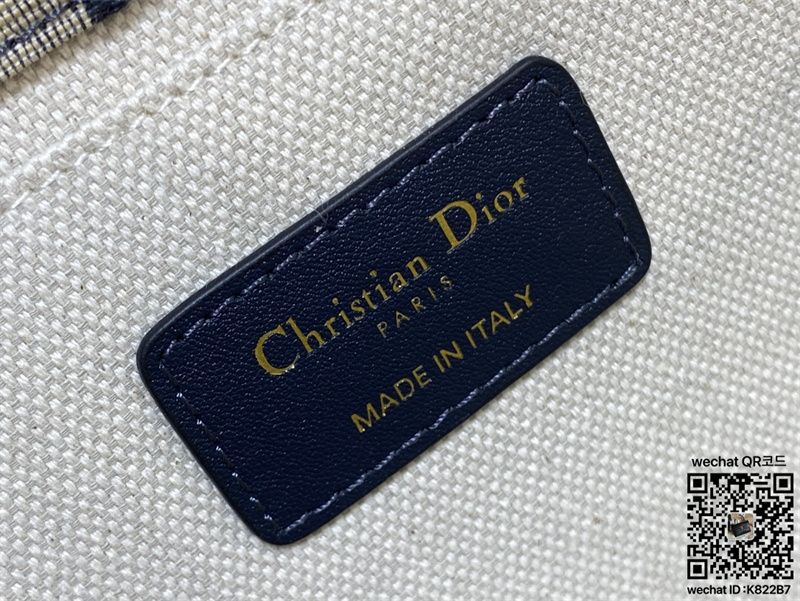 Christian Dior
PARIS
MADE IN ITALY
wechat QR코드
wechat ID :K822B7